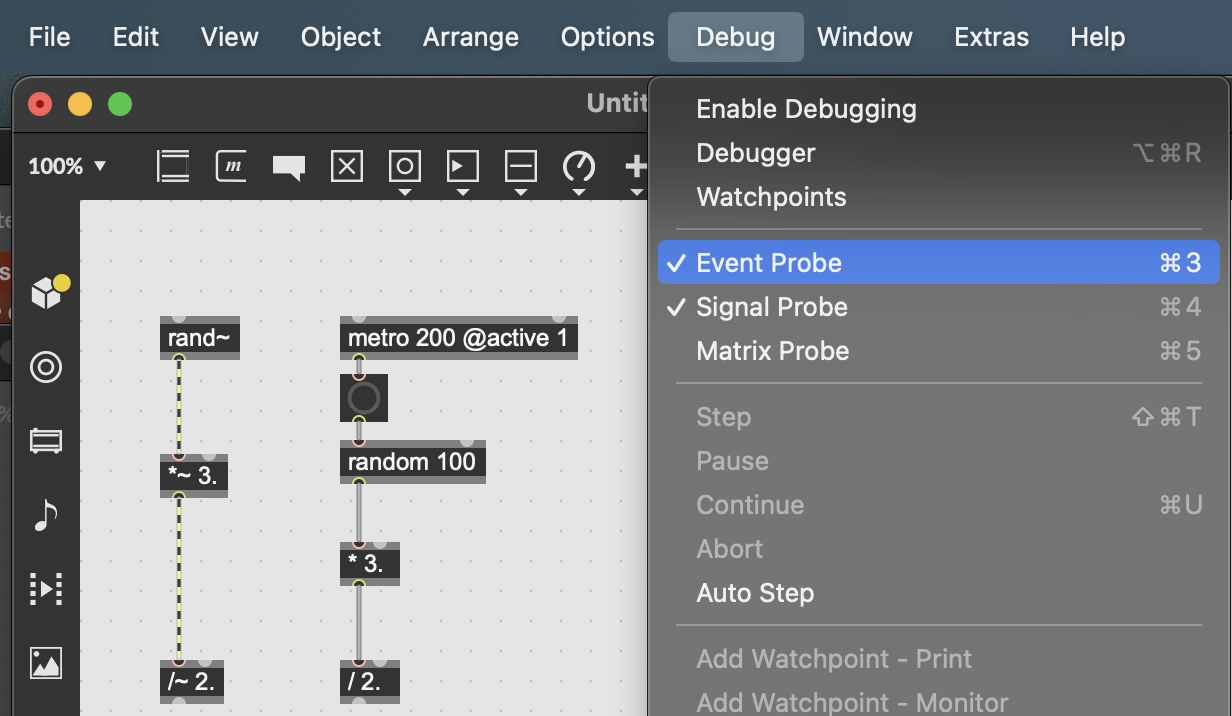 File Edit View Object Arrange Options Debug Window Extras Help
Untit
100%
m
Enable Debugging
Debugger ⌥⌘R
Watchpoints
✓ Event Probe ⌘3
✓ Signal Probe ⌘4
Matrix Probe ⌘5
Step ⇧⌘T
Pause
Continue ⌘U
Abort
Auto Step
Add Watchpoint - Print
Add Watchpoint - Monitor
rand~
*~ 3.
/~ 2.
metro 200 @active 1
random 100
* 3.
/ 2.